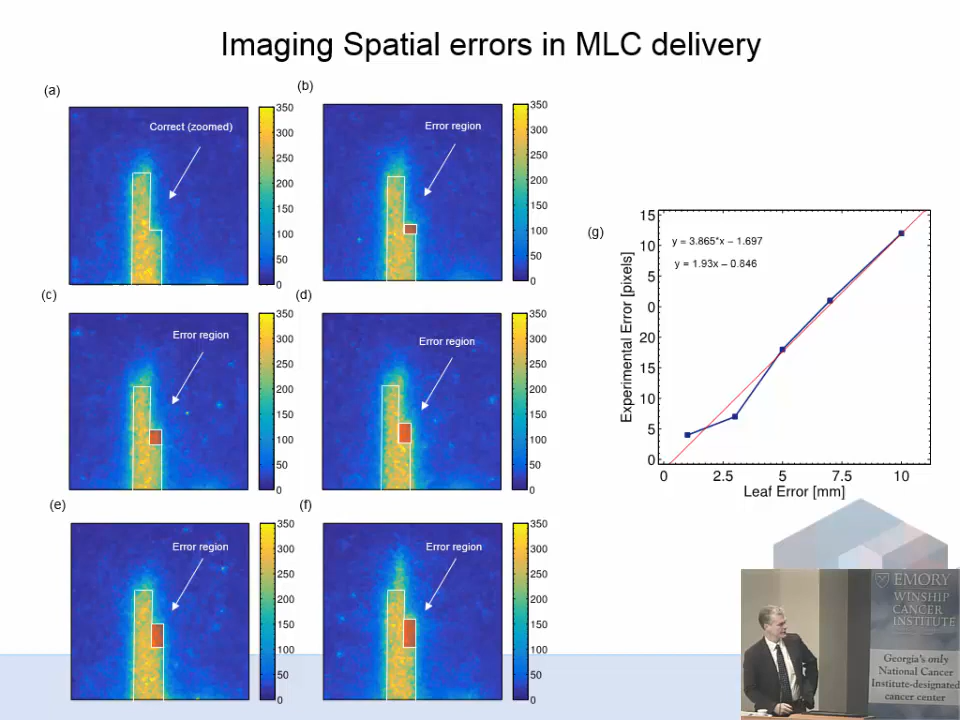 Imaging Spatial errors in MLC delivery
(a)
Correct (zoomed)
350
300
250
200
150
100
50
0
(b)
Error region
350
300
250
200
150
100
50
0
(c)
Error region
350
300
250
200
150
100
50
0
(d)
Error region
350
300
250
200
150
100
50
0
(e)
Error region
350
300
250
200
150
100
50
0
(f)
Error region
350
300
250
200
150
100
50
0
(g)
y = 3.865*x − 1.697
y = 1.93x – 0.846
Experimental Error [pixels]
15
10
5
0
20
15
10
5
0
0 2.5 5 7.5 10
Leaf Error [mm]
EMORY
WINSHIP
CANCER
INSTITUTE
Georgia's only
National Cancer
Institute-designated
cancer center